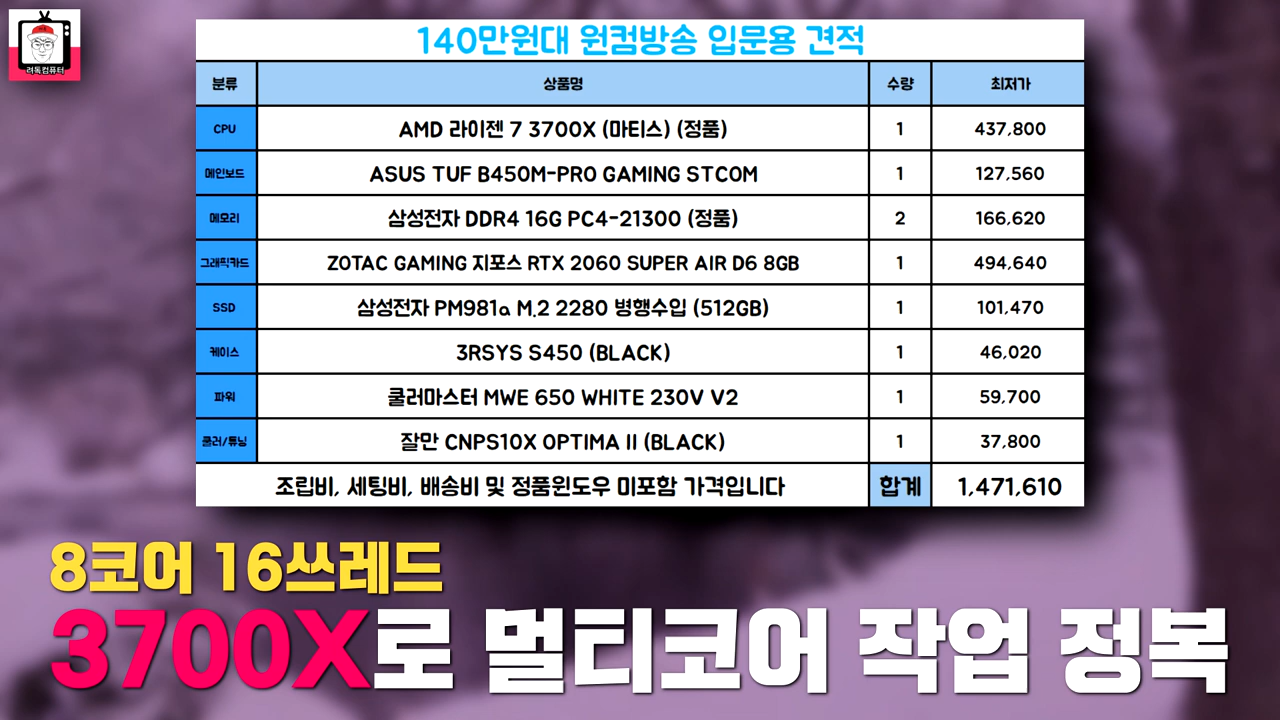 려독컴퓨터
140만원대 원컴방송 입문용 견적
분류 상품명 수량 최저가
CPU AMD 라이젠 7 3700X (마티스) (정품) 1 437,800
메인보드 ASUS TUF B450M-PRO GAMING STCOM 1 127,560
메모리 삼성전자 DDR4 16G PC4-21300 (정품) 2 166,620
그래픽카드 ZOTAC GAMING 지포스 RTX 2060 SUPER AIR D6 8GB 1 494,640
SSD 삼성전자 PM981a M.2 2280 병행수입 (512GB) 1 101,470
케이스 3RSYS S450 (BLACK) 1 46,020
파워 쿨러마스터 MWE 650 WHITE 230V V2 1 59,700
쿨러/튜닝 잘만 CNPS10X OPTIMA II (BLACK) 1 37,800
조립비, 세팅비, 배송비 및 정품윈도우 미포함 가격입니다 합계 1,471,610
8코어 16쓰레드
3700X로 멀티코어 작업 정복